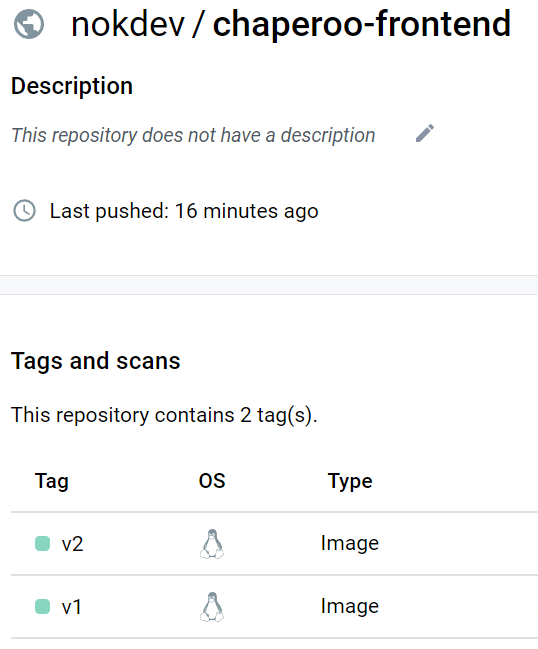 nokdev / chaperoo-frontend
Description
This repository does not have a description
Last pushed: 16 minutes ago
Tags and scans
This repository contains 2 tag(s).
Tag OS Type
v2 Image
v1 Image